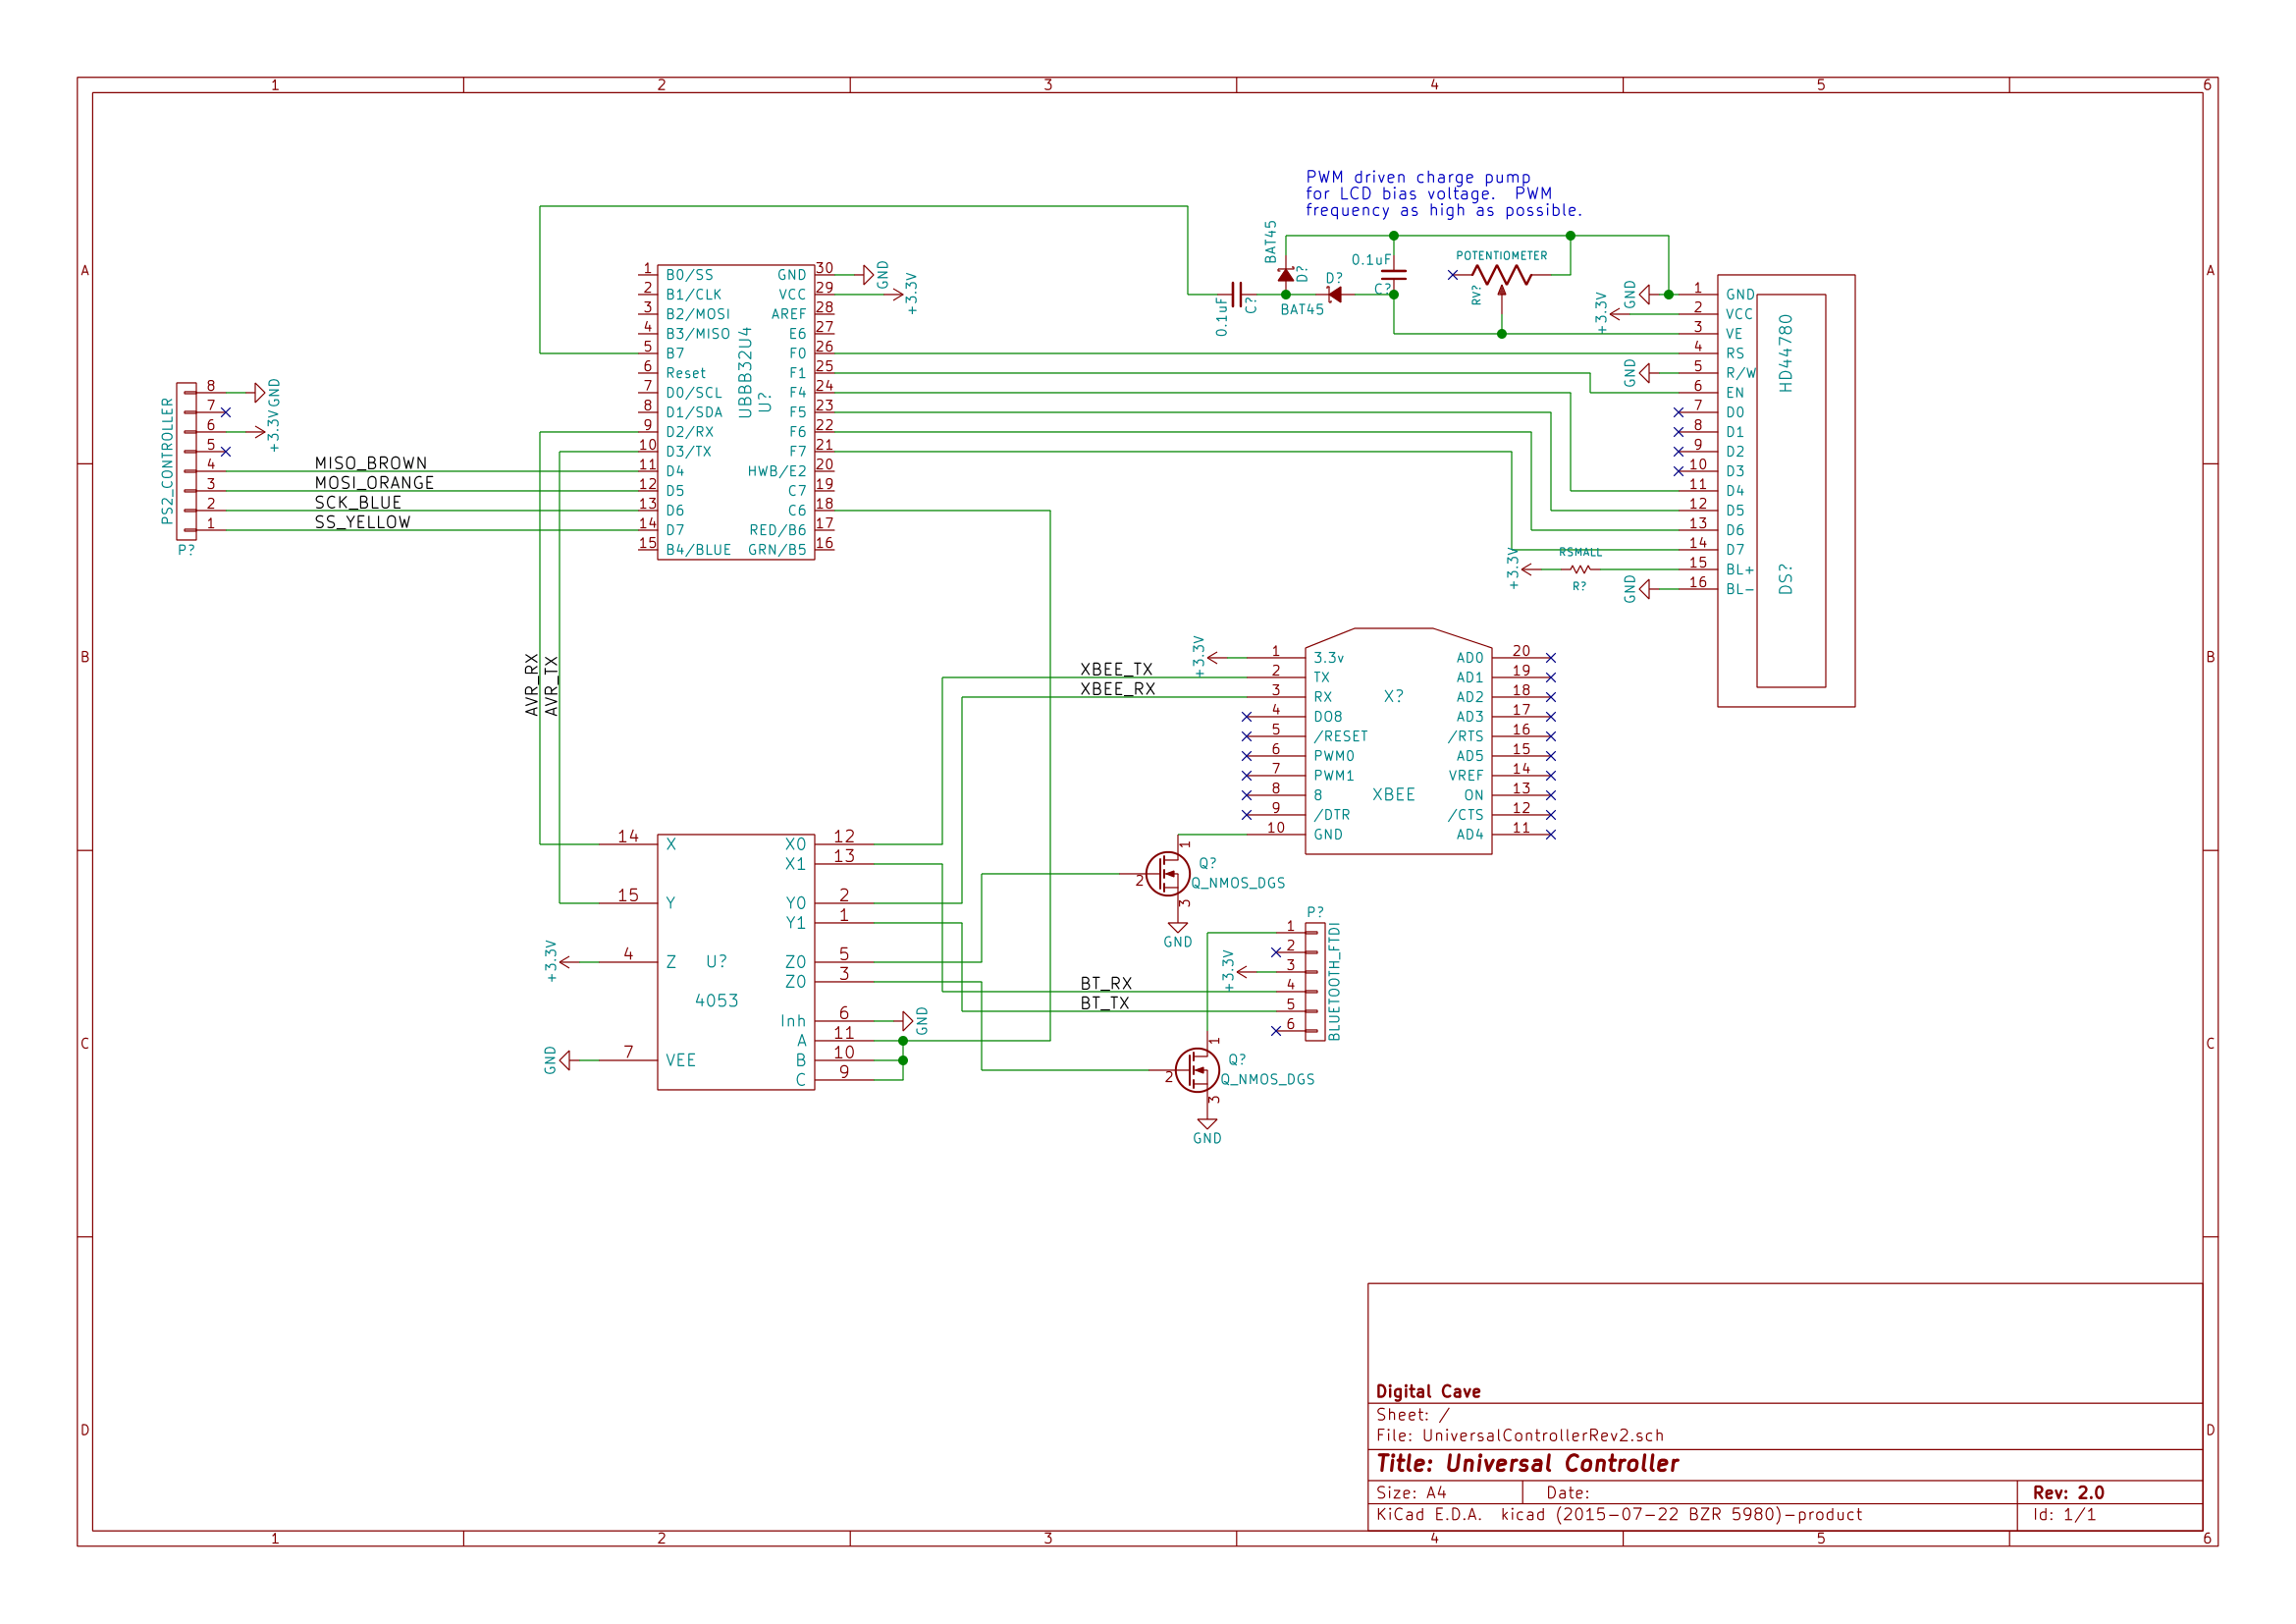 1 2 3 4 5 6
A
B
C
D
A
B
C
D
1 2 3 4 5 6
PWM driven charge pump
for LCD bias voltage.  PWM
frequency as high as possible.
BAT45
D?
0.1uF
C?
D?
BAT45
0.1uF
C?
POTENTIOMETER
RV?
1 B0/SS GND 30 GND
2 B1/CLK VCC 29 +3.3V
3 B2/MOSI AREF 28
4 B3/MISO E6 27
5 B7 F0 26
6 Reset F1 25
7 D0/SCL F4 24
8 D1/SDA F5 23
9 D2/RX F6 22
10 D3/TX F7 21
11 D4 HWB/E2 20
12 D5 C7 19
13 D6 C6 18
14 D7 RED/B6 17
15 B4/BLUE GRN/B5 16
UBBB32U4
U?
PS2_CONTROLLER
P?
8 GND
7
6 +3.3V
5
4 MISO_BROWN
3 MOSI_ORANGE
2 SCK_BLUE
1 SS_YELLOW
GND 1 GND
+3.3V 2 VCC
3 VE
4 RS
GND 5 R/W
6 EN
7 D0
8 D1
9 D2
10 D3
11 D4
12 D5
13 D6
14 D7
+3.3V RSMALL R? 15 BL+
GND 16 BL-
HD44780
DS?
AVR_RX
AVR_TX
XBEE_TX
XBEE_RX
+3.3V 1 3.3v AD0 20
2 TX AD1 19
3 RX AD2 18
4 DO8 AD3 17
5 /RESET /RTS 16
6 PWM0 AD5 15
7 PWM1 VREF 14
8 8 ON 13
9 /DTR /CTS 12
10 GND AD4 11
X?
XBEE
14 X X0 12
X1 13
15 Y Y0 2
Y1 1
+3.3V 4 Z Z0 5
Z0 3
Inh 6 GND
A 11
GND 7 VEE B 10
C 9
U?
4053
1
2
3
Q?
Q_NMOS_DGS
GND
P?
BLUETOOTH_FTDI
1
2
+3.3V 3
BT_RX 4
BT_TX 5
6
1
2
3
Q?
Q_NMOS_DGS
GND
Digital Cave
Sheet: /
File: UniversalControllerRev2.sch
Title: Universal Controller
Size: A4 Date: Rev: 2.0
KiCad E.D.A.  kicad (2015-07-22 BZR 5980)-product Id: 1/1